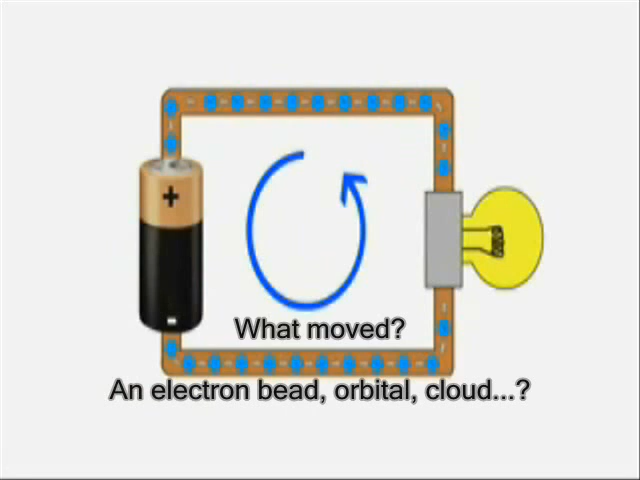 +
-
What moved?
An electron bead, orbital, cloud...?